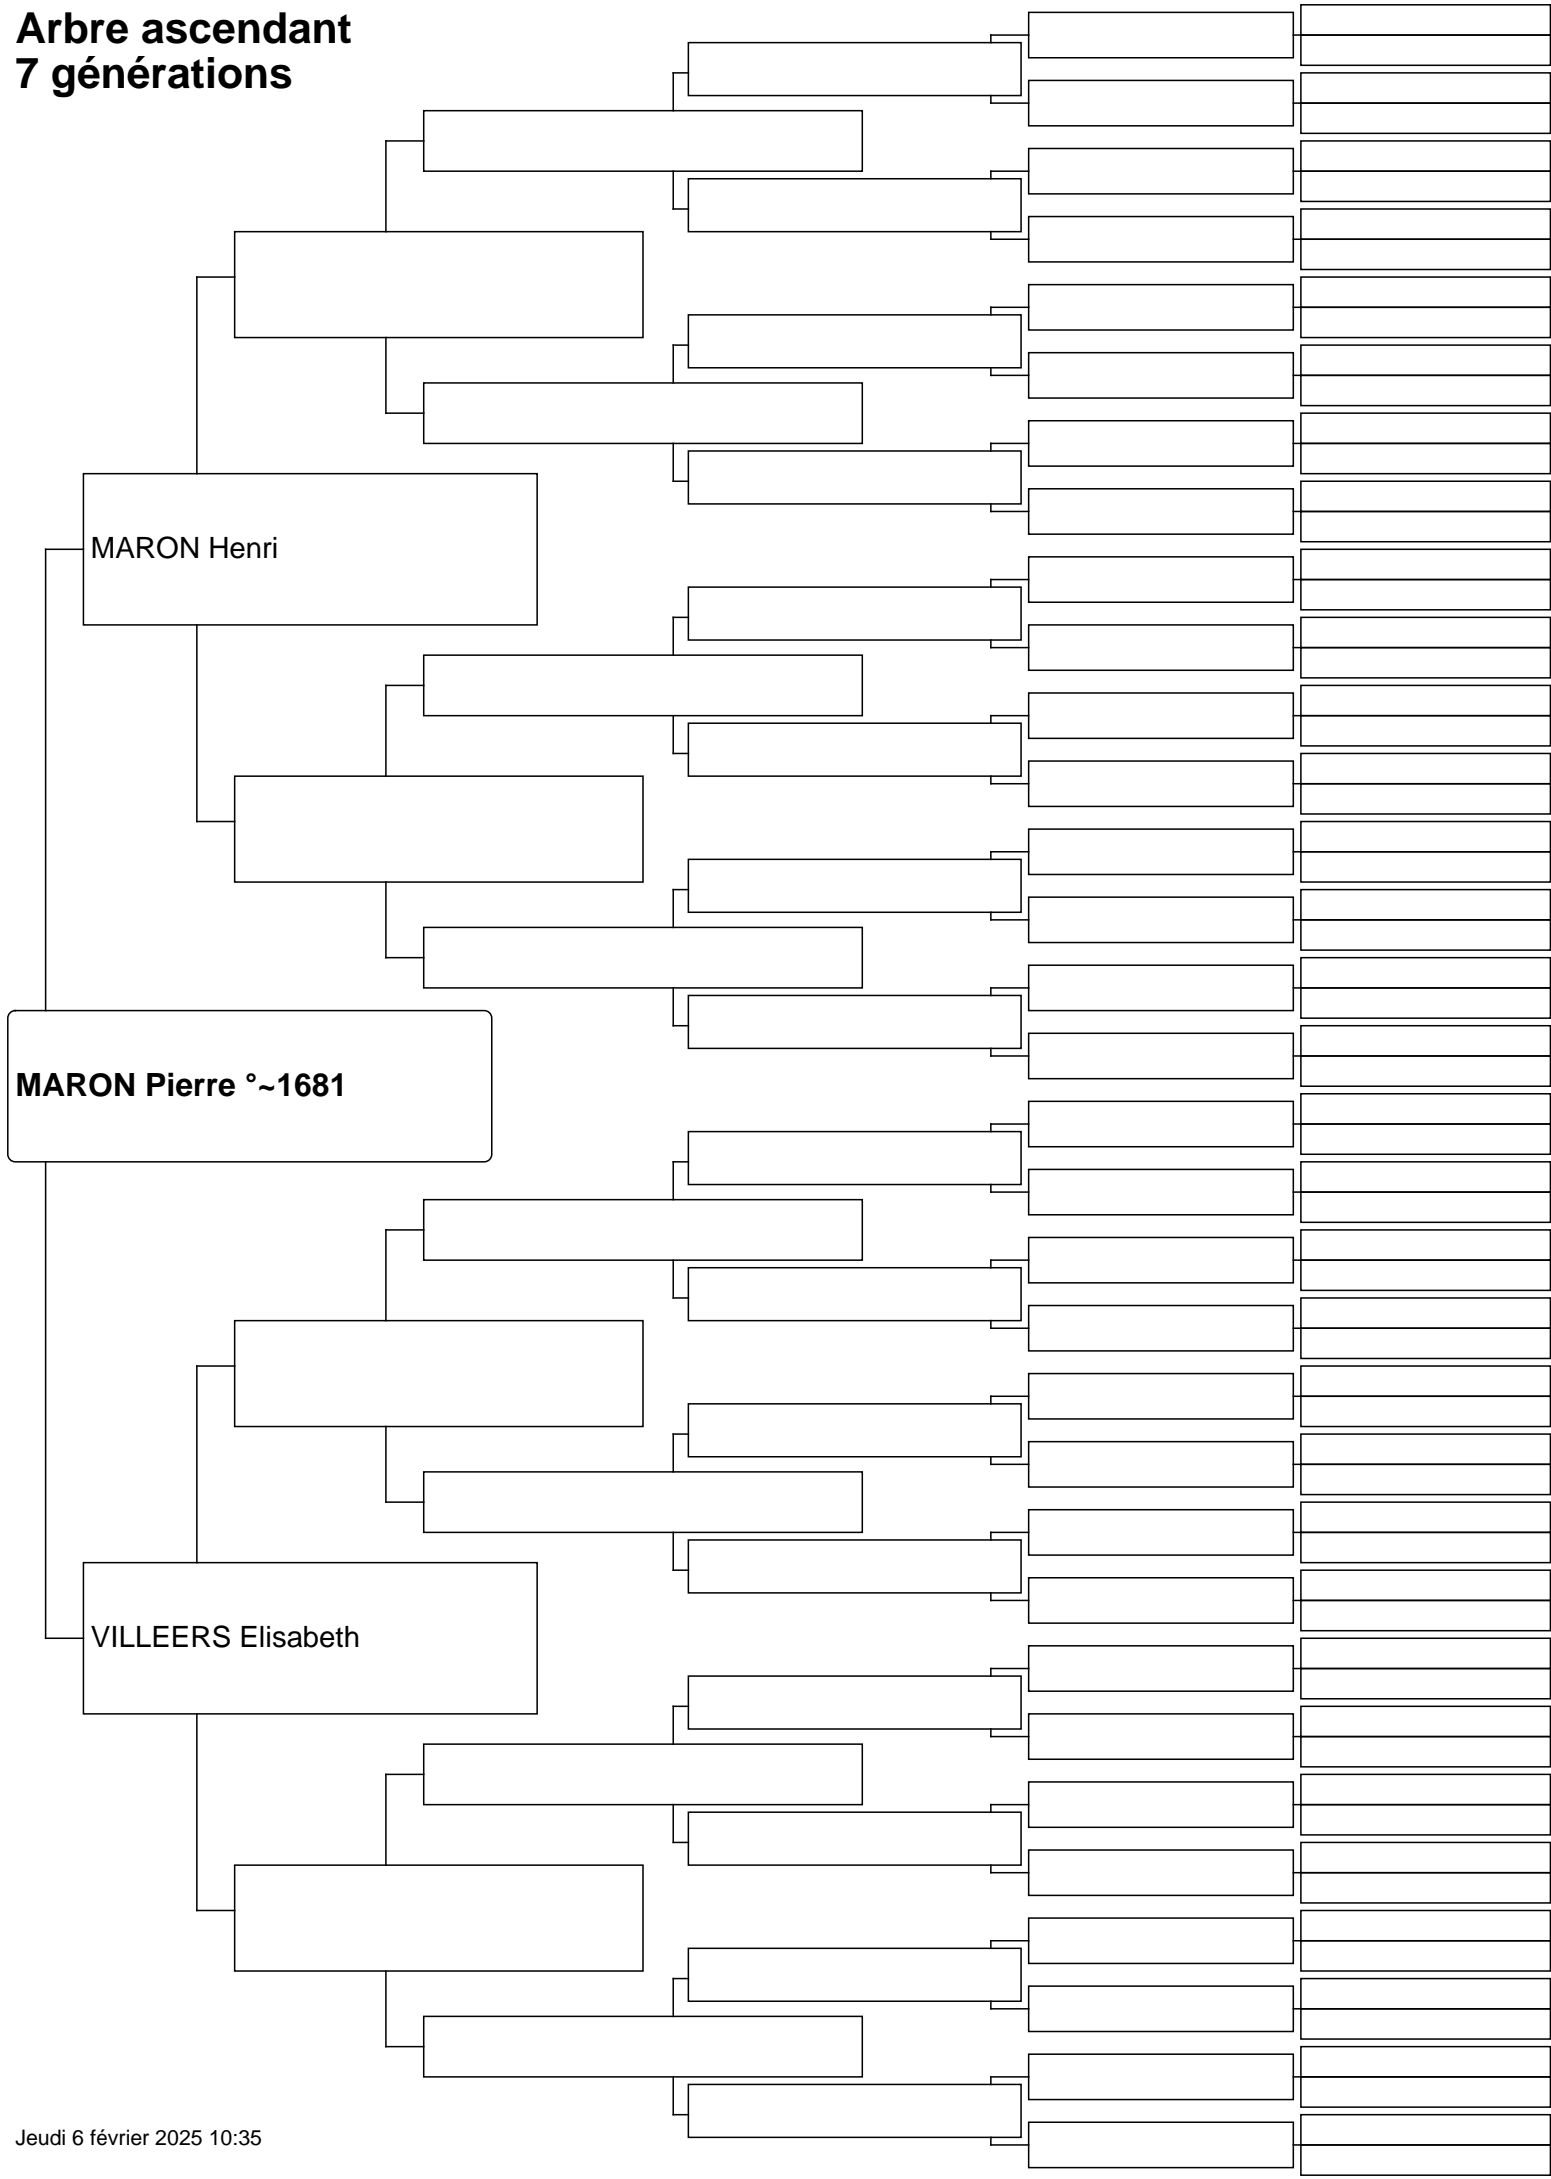 Arbre ascendant
7 générations
MARON Henri
MARON Pierre °~1681
VILLEERS Elisabeth
Jeudi 6 février 2025 10:35